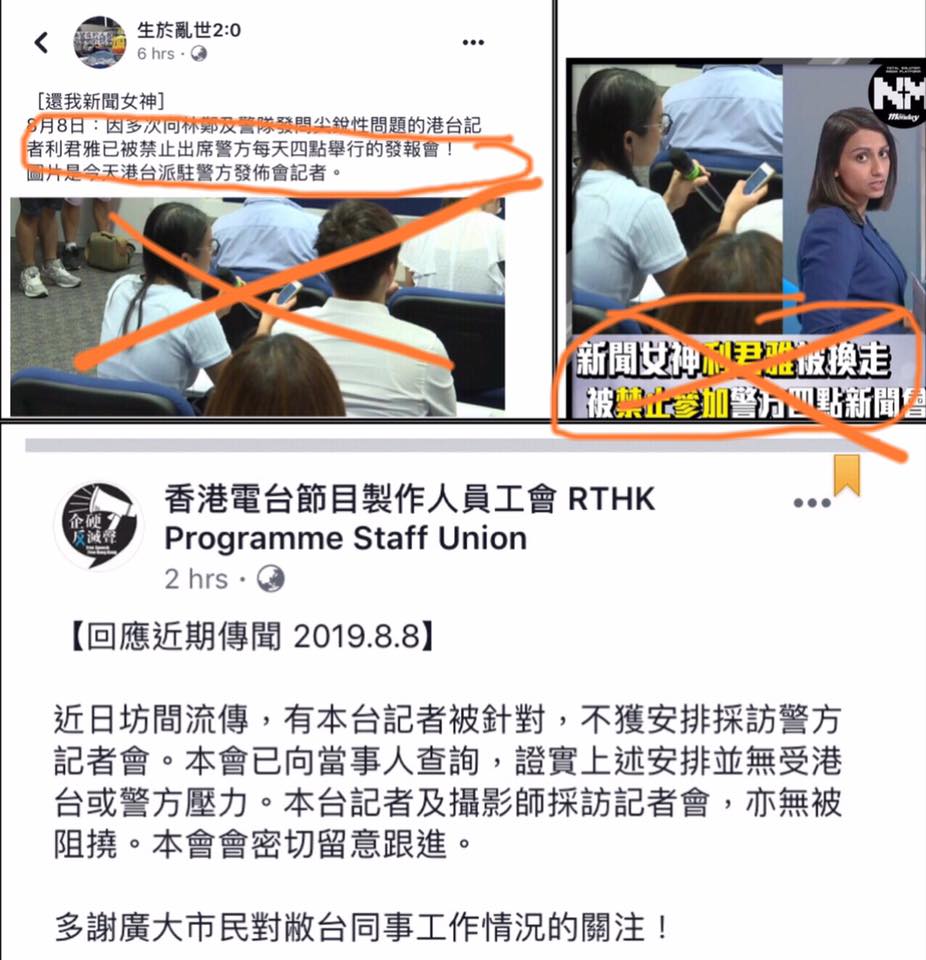 生於亂世2:0
6 hrs ·
［還我新聞女神］
8月8日：因多次向林鄭及警隊發問尖銳性問題的港台記
者利君雅已被禁止出席警方每天四點舉行的發報會！
圖片是今天港台派駐警方發佈會記者。
TOTAL SOLUTION
MEDIA PLATFORM
NM
Monday
新聞女神利君雅被換走
被禁止參加警方四點新聞會
企硬
反滅聲
香港電台節目製作人員工會 RTHK
Programme Staff Union
2 hrs ·
【回應近期傳聞 2019.8.8】
近日坊間流傳，有本台記者被針對，不獲安排採訪警方
記者會。本會已向當事人查詢，證實上述安排並無受港
台或警方壓力。本台記者及攝影師採訪記者會，亦無被
阻撓。本會會密切留意跟進。
多謝廣大市民對敝台同事工作情況的關注！